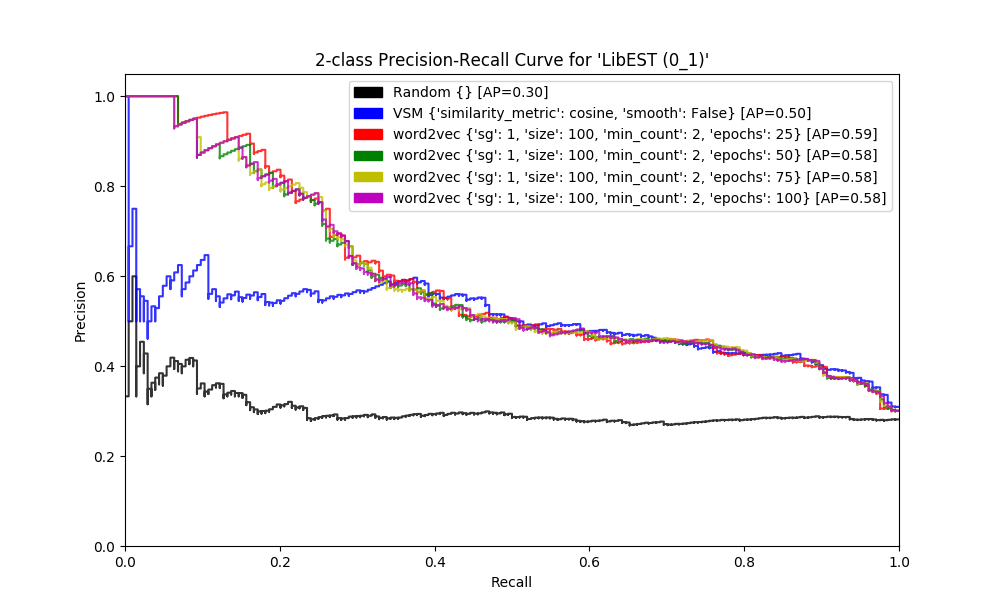 2-class Precision-Recall Curve for 'LibEST (0_1)'
Random {} [AP=0.30]
VSM {'similarity_metric': cosine, 'smooth': False} [AP=0.50]
word2vec {'sg': 1, 'size': 100, 'min_count': 2, 'epochs': 25} [AP=0.59]
word2vec {'sg': 1, 'size': 100, 'min_count': 2, 'epochs': 50} [AP=0.58]
word2vec {'sg': 1, 'size': 100, 'min_count': 2, 'epochs': 75} [AP=0.58]
word2vec {'sg': 1, 'size': 100, 'min_count': 2, 'epochs': 100} [AP=0.58]
1.0
0.8
0.6
0.4
0.2
0.0
Precision
0.0 0.2 0.4 0.6 0.8 1.0
Recall